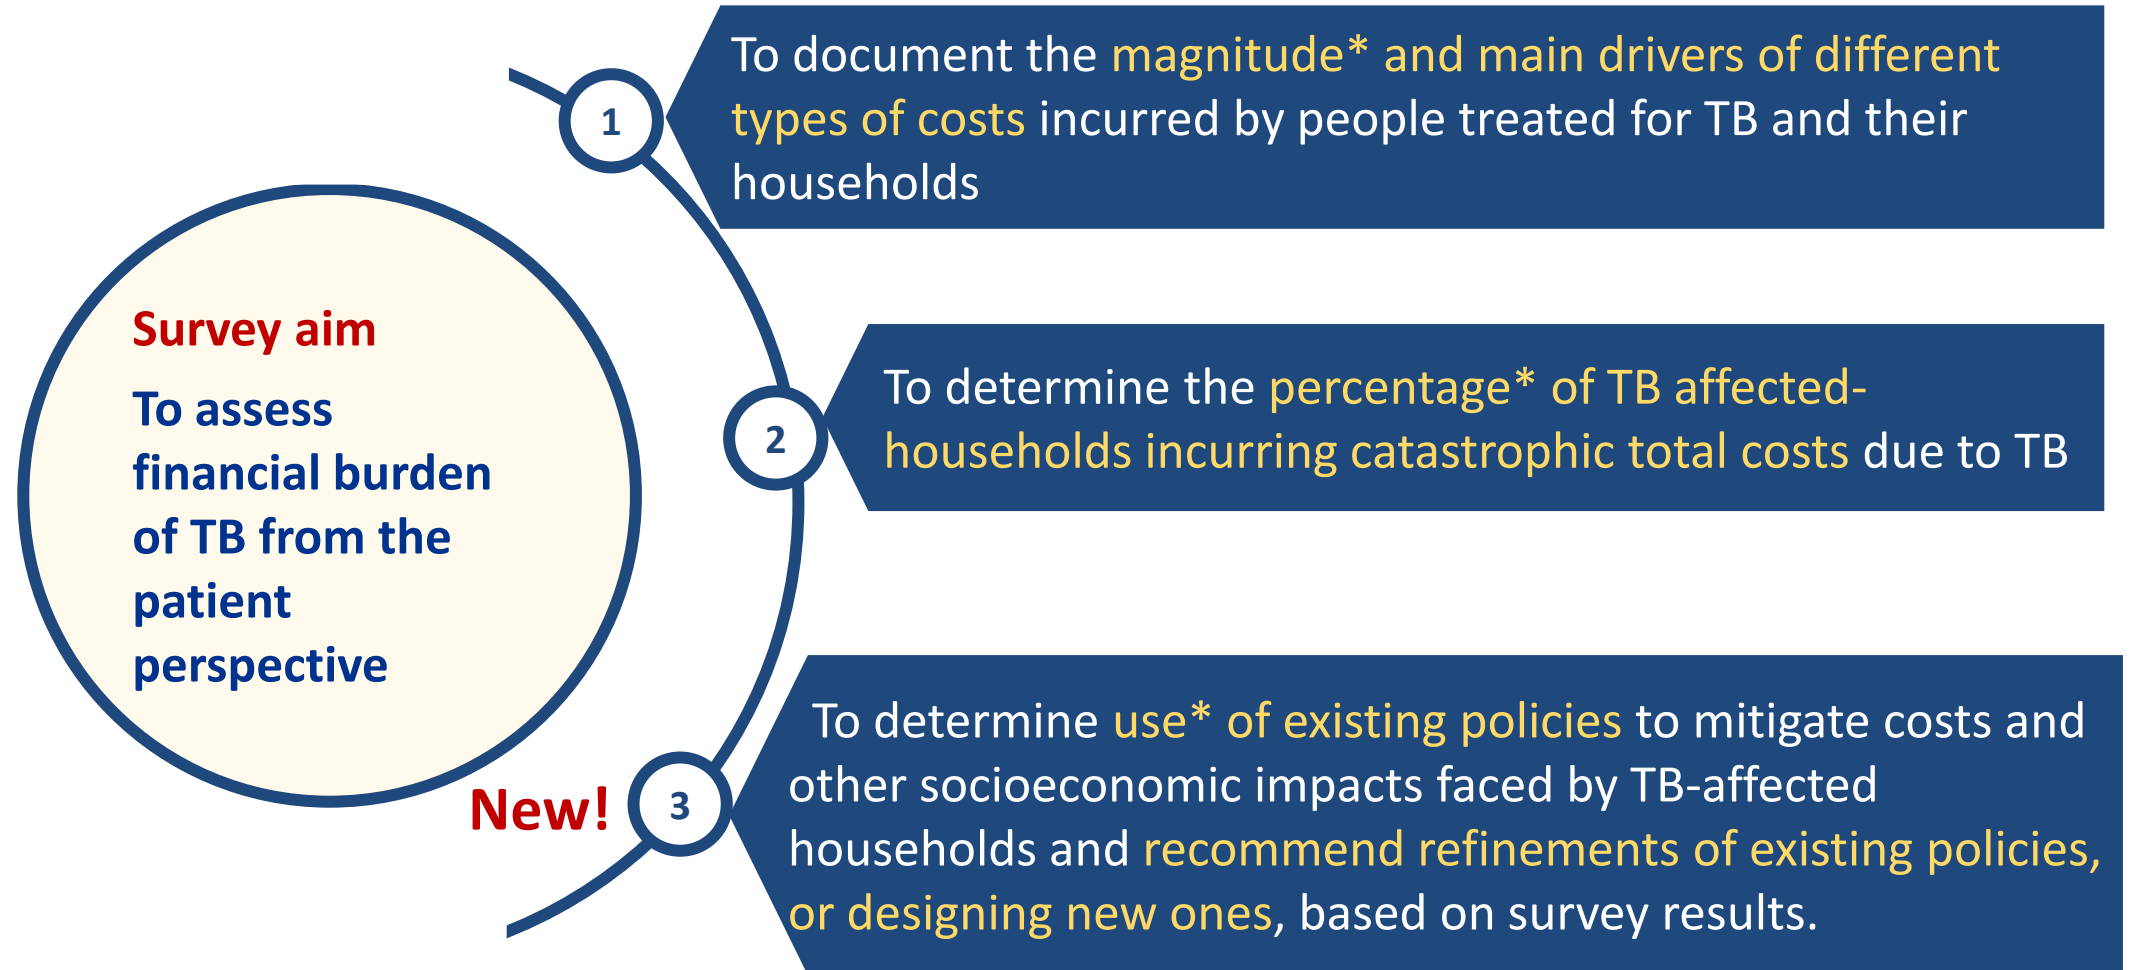 Survey aim
To assess
financial burden
of TB from the
patient
perspective
1
To document the magnitude* and main drivers of different
types of costs incurred by people treated for TB and their
households
2
To determine the percentage* of TB affected-
households incurring catastrophic total costs due to TB
New!
3
To determine use* of existing policies to mitigate costs and
other socioeconomic impacts faced by TB-affected
households and recommend refinements of existing policies,
or designing new ones, based on survey results.